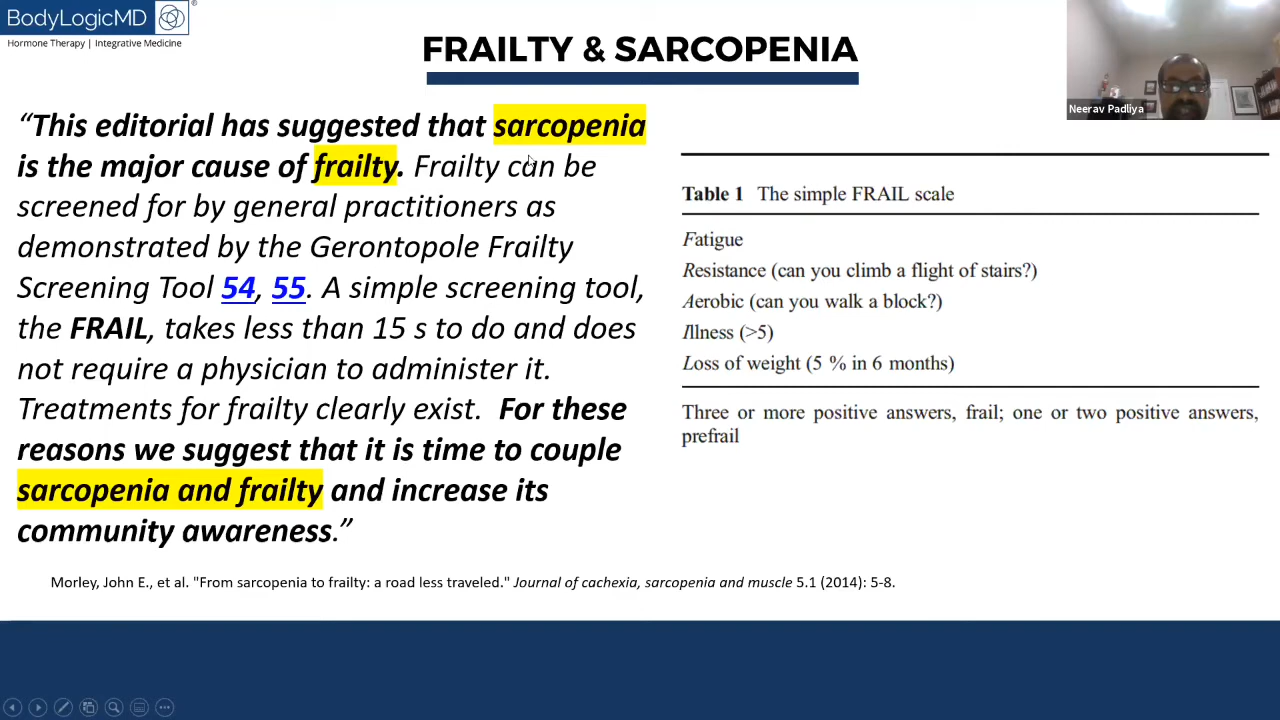 BodyLogicMD
®
Hormone Therapy | Integrative Medicine
FRAILTY & SARCOPENIA
Neerav Padliya
“This editorial has suggested that sarcopenia
is the major cause of frailty. Frailty can be
screened for by general practitioners as
demonstrated by the Gerontopole Frailty
Screening Tool 54, 55. A simple screening tool,
the FRAIL, takes less than 15 s to do and does
not require a physician to administer it.
Treatments for frailty clearly exist. For these
reasons we suggest that it is time to couple
sarcopenia and frailty and increase its
community awareness.”
Table 1 The simple FRAIL scale
Fatigue
Resistance (can you climb a flight of stairs?)
Aerobic (can you walk a block?)
Illness (>5)
Loss of weight (5 % in 6 months)
Three or more positive answers, frail; one or two positive answers,
prefrail
Morley, John E., et al. "From sarcopenia to frailty: a road less traveled." Journal of cachexia, sarcopenia and muscle 5.1 (2014): 5-8.